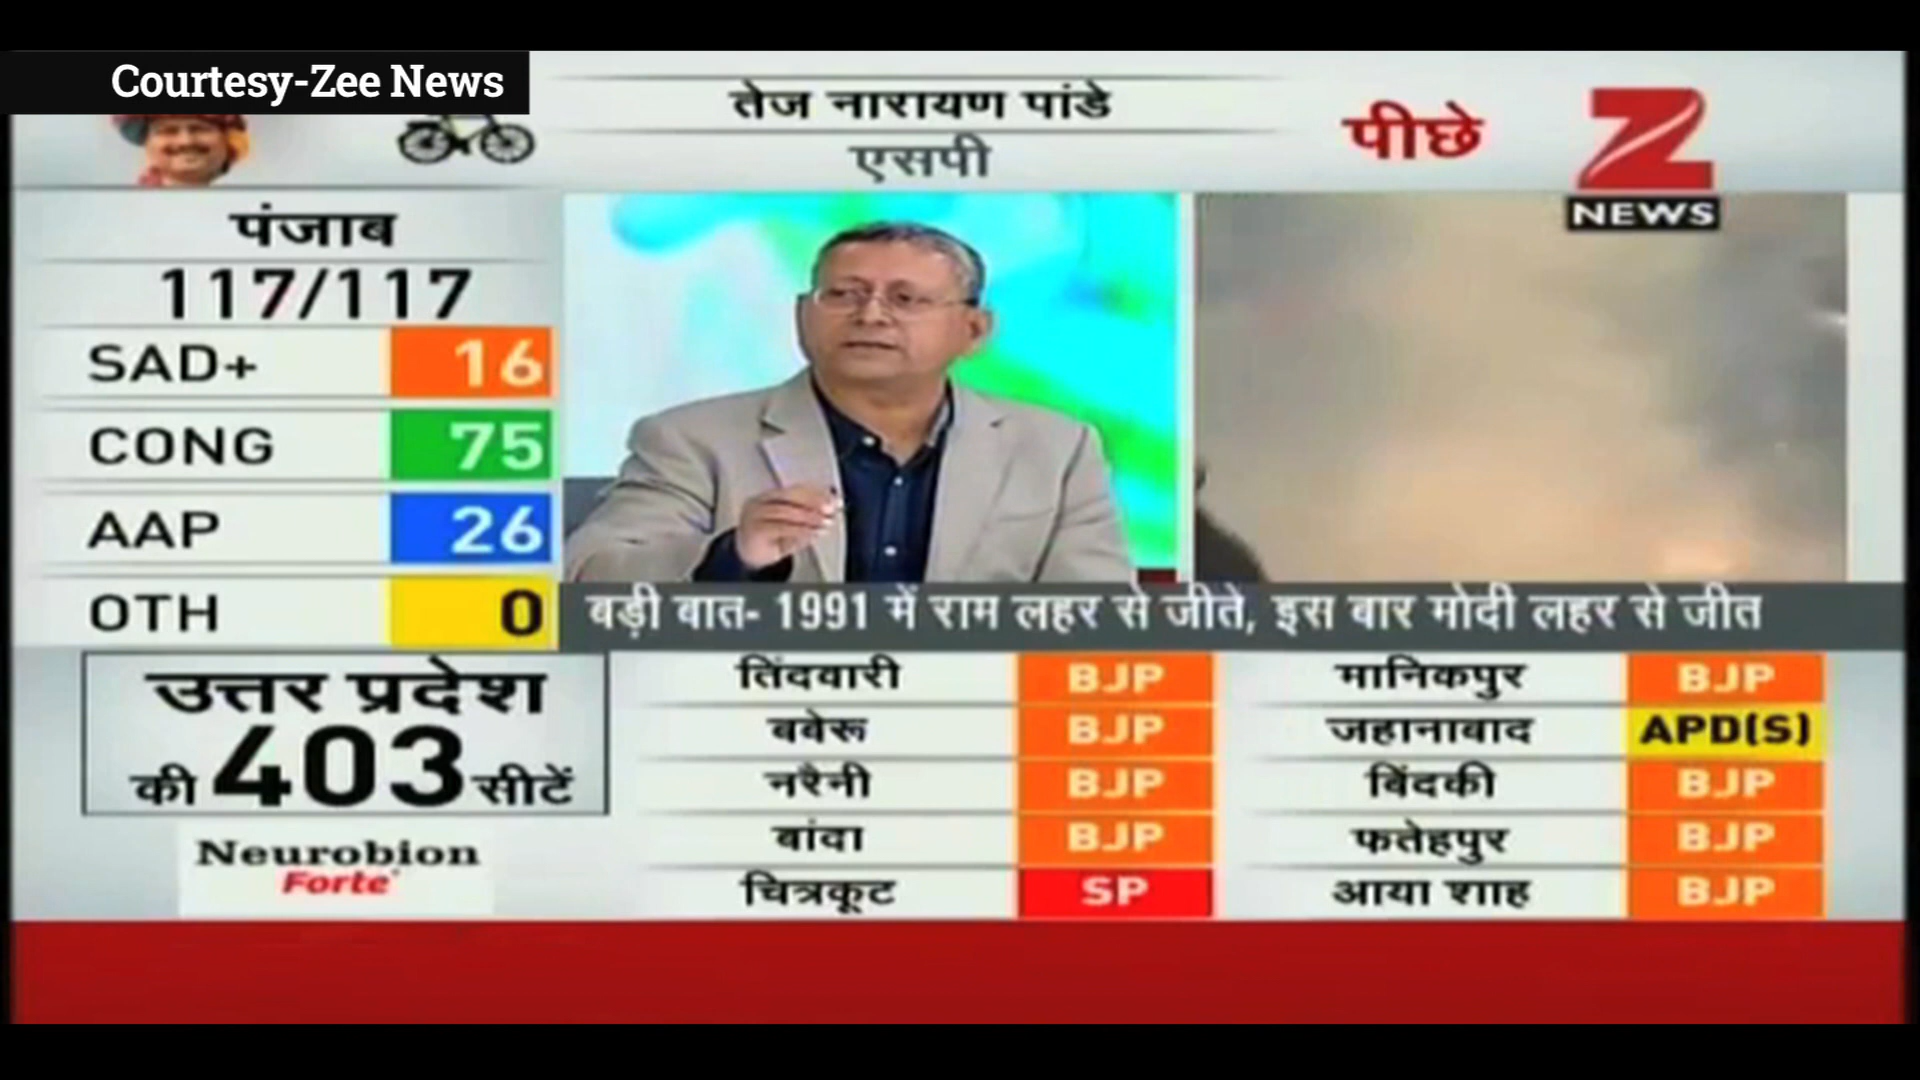 Courtesy-Zee News
तेज नारायण पांडे
एसपी
पीछे
NEWS
पंजाब
117/117
SAD+ 16
CONG 75
AAP 26
OTH 0
बड़ी बात- 1991 में राम लहर से जीते, इस बार मोदी लहर से जीत
उत्तर प्रदेश
की 403 सीटें
Neurobion
Forte
तिंदवारी BJP
बबेरू BJP
नरैनी BJP
बांदा BJP
चित्रकूट SP
मानिकपुर BJP
जहानाबाद APD(S)
बिंदकी BJP
फतेहपुर BJP
आया शाह BJP